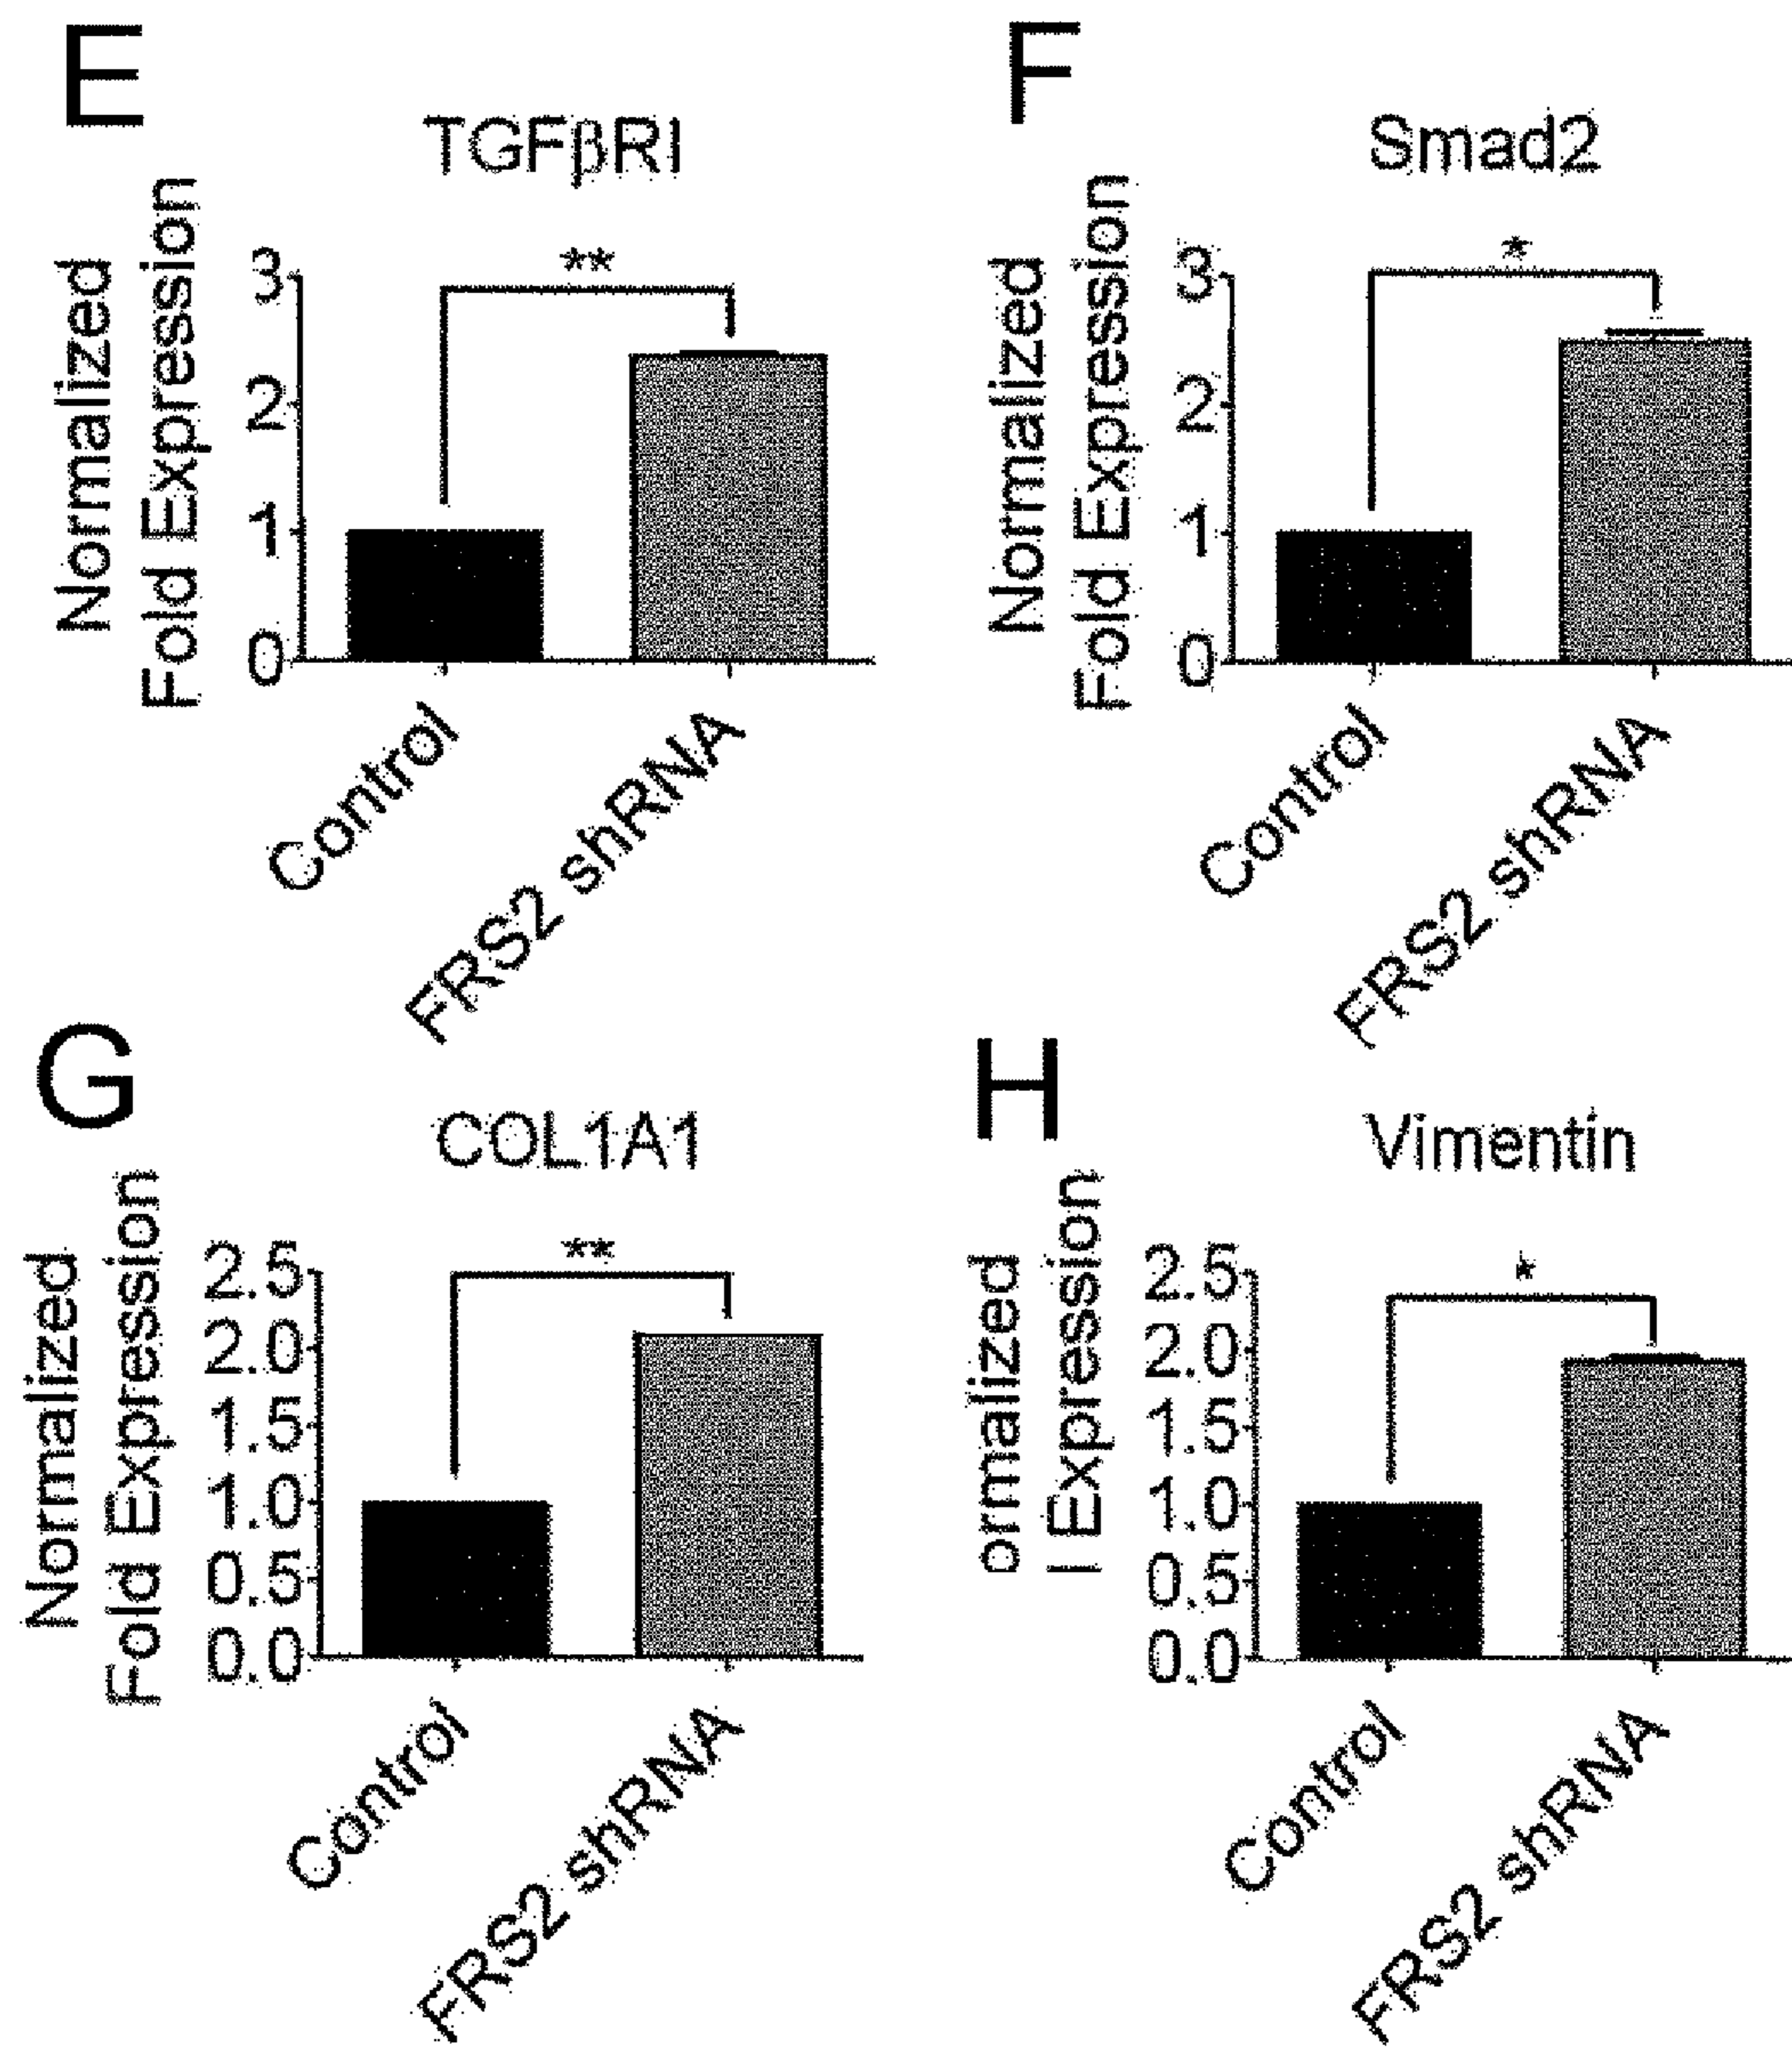 E
TGFβRI
Normalized
Fold Expression
3
2
1
0
**
Control
FRS2 shRNA
F
Smad2
Normalized
Fold Expression
3
2
1
0
*
Control
FRS2 shRNA
G
COL1A1
Normalized
Fold Expression
2.5
2.0
1.5
1.0
0.5
0.0
**
Control
FRS2 shRNA
H
Vimentin
ormalized
l Expression
2.5
2.0
1.5
1.0
0.5
0.0
*
Control
FRS2 shRNA